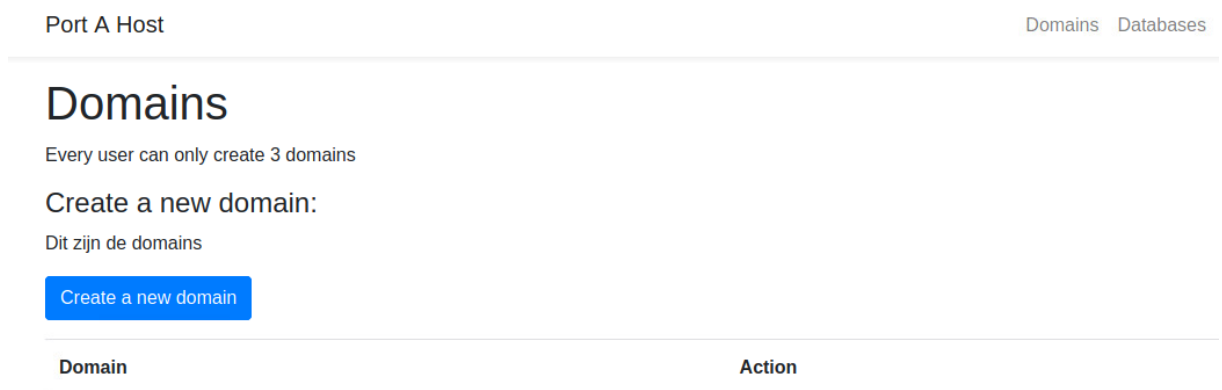 Port A Host Domains Databases
Domains
Every user can only create 3 domains
Create a new domain:
Dit zijn de domains
Create a new domain
Domain Action